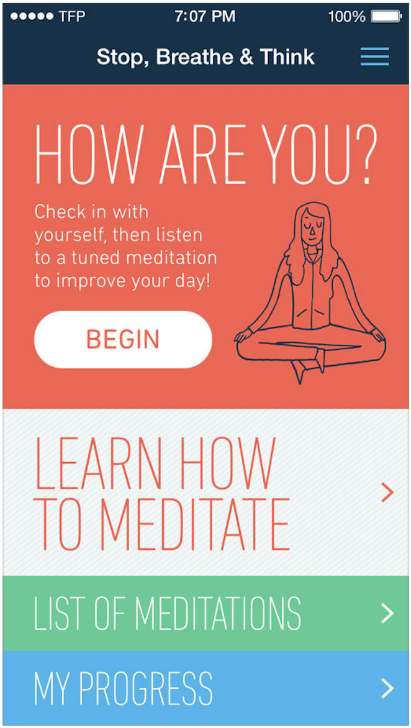 TFP 7:07 PM 100%
Stop, Breathe & Think
HOW ARE YOU?
Check in with
yourself, then listen
to a tuned meditation
to improve your day!
BEGIN
LEARN HOW
TO MEDITATE
LIST OF MEDITATIONS
MY PROGRESS